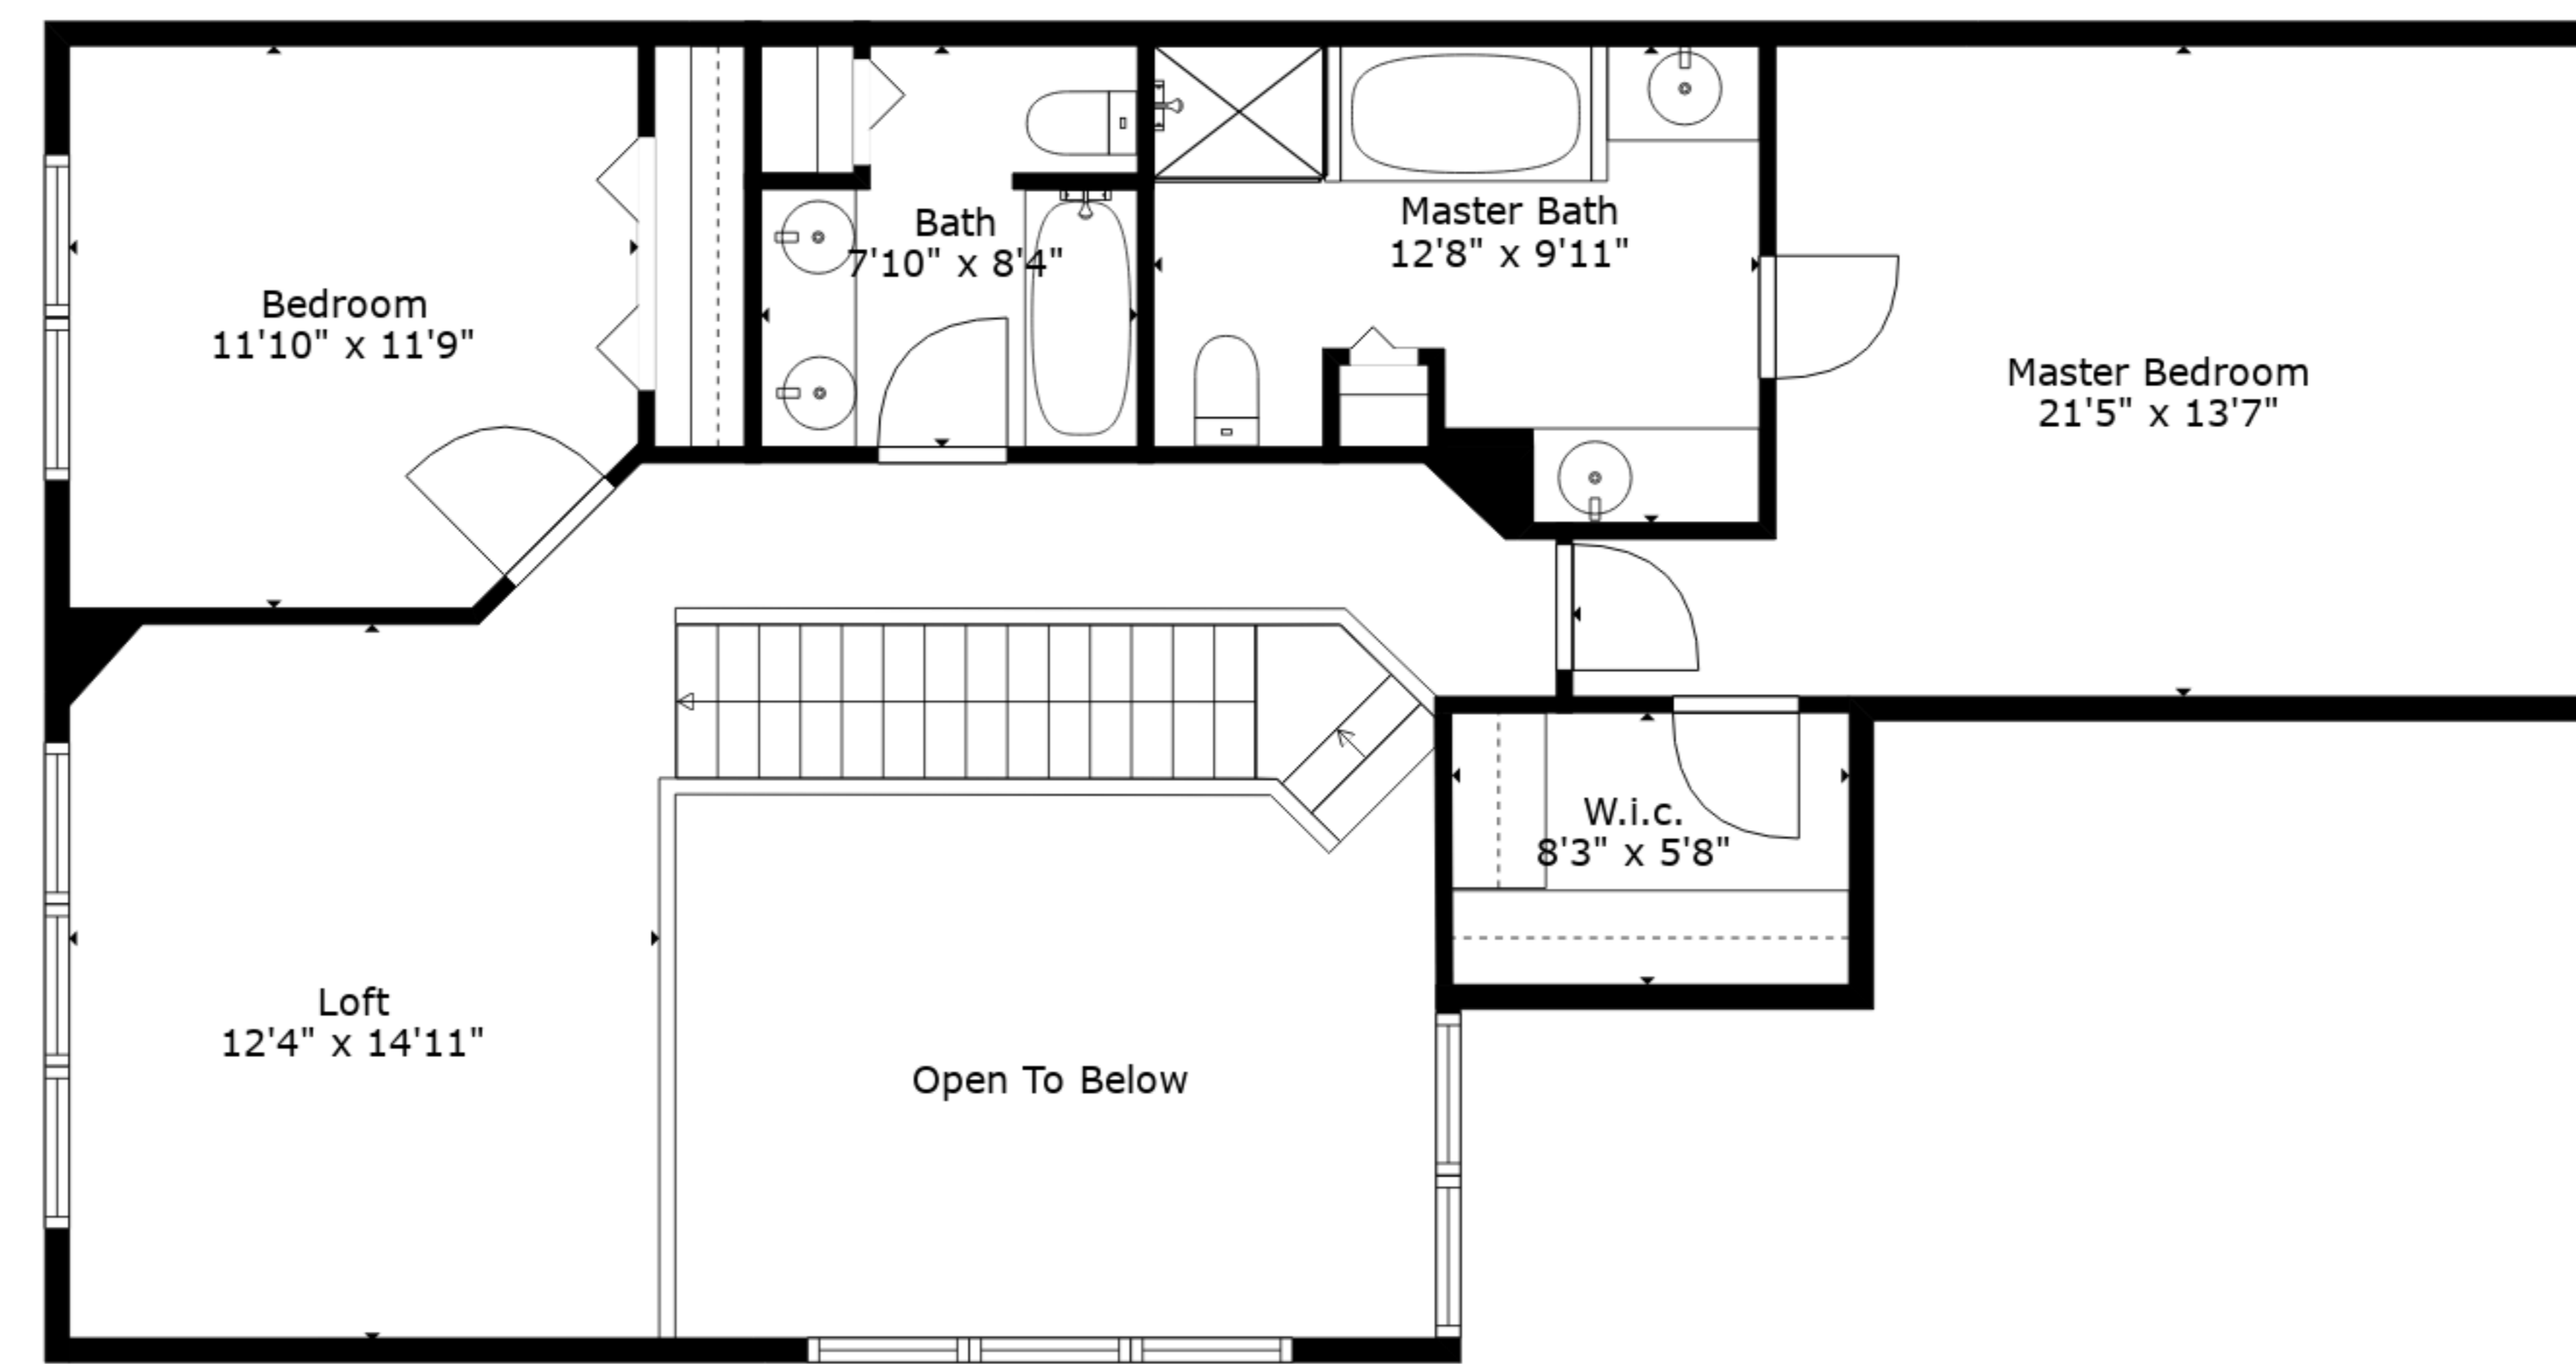 Bath
7'10" x 8'4"
Master Bath
12'8" x 9'11"
Bedroom
11'10" x 11'9"
Master Bedroom
21'5" x 13'7"
W.i.c.
8'3" x 5'8"
Loft
12'4" x 14'11"
Open To Below